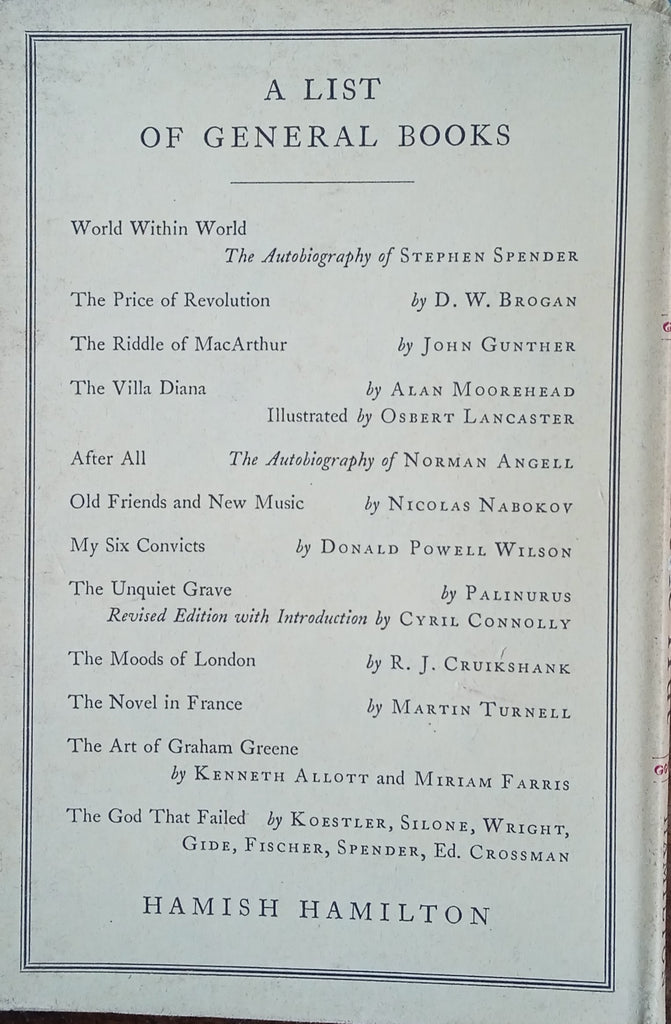 A LIST
OF GENERAL BOOKS
World Within World
The Autobiography of STEPHEN SPENDER
The Price of Revolution by D. W. BROGAN
The Riddle of MacArthur by JOHN GUNTHER
The Villa Diana by ALAN MOOREHEAD
Illustrated by OSBERT LANCASTER
After All The Autobiography of NORMAN ANGELL
Old Friends and New Music by NICOLAS NABOKOV
My Six Convicts by DONALD POWELL WILSON
The Unquiet Grave by PALINURUS
Revised Edition with Introduction by CYRIL CONNOLLY
The Moods of London by R. J. CRUIKSHANK
The Novel in France by MARTIN TURNELL
The Art of Graham Greene
by KENNETH ALLOTT and MIRIAM FARRIS
The God That Failed by KOESTLER, SILONE, WRIGHT,
GIDE, FISCHER, SPENDER, Ed. CROSSMAN
HAMISH HAMILTON